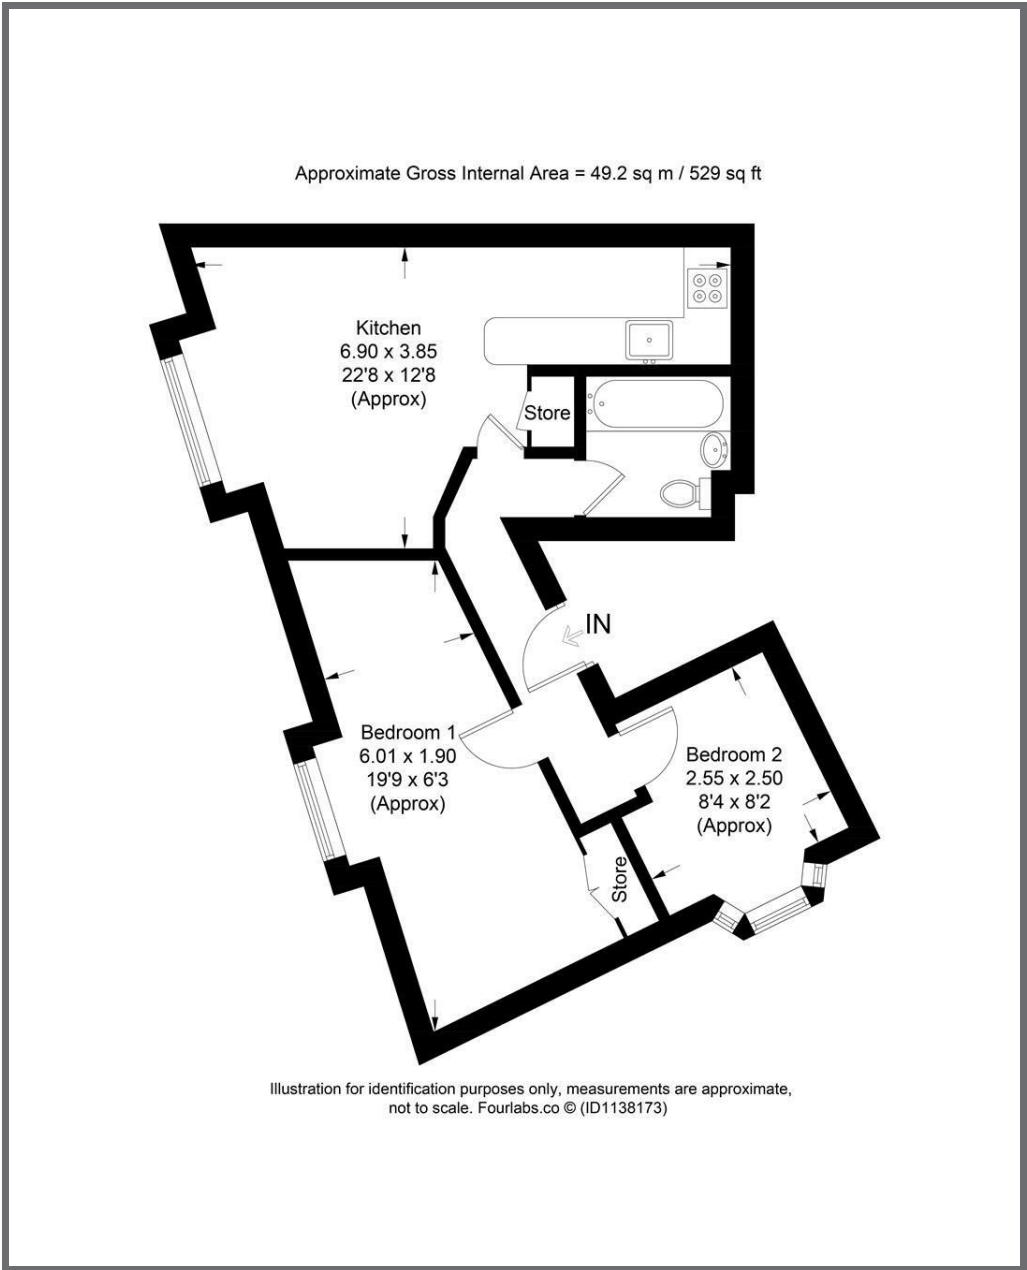 Approximate Gross Internal Area = 49.2 sq m / 529 sq ft
Kitchen
6.90 x 3.85
22'8 x 12'8
(Approx)
Store
IN
Bedroom 1
6.01 x 1.90
19'9 x 6'3
(Approx)
Bedroom 2
2.55 x 2.50
8'4 x 8'2
(Approx)
Store
Illustration for identification purposes only, measurements are approximate,
not to scale. Fourlabs.co © (ID1138173)